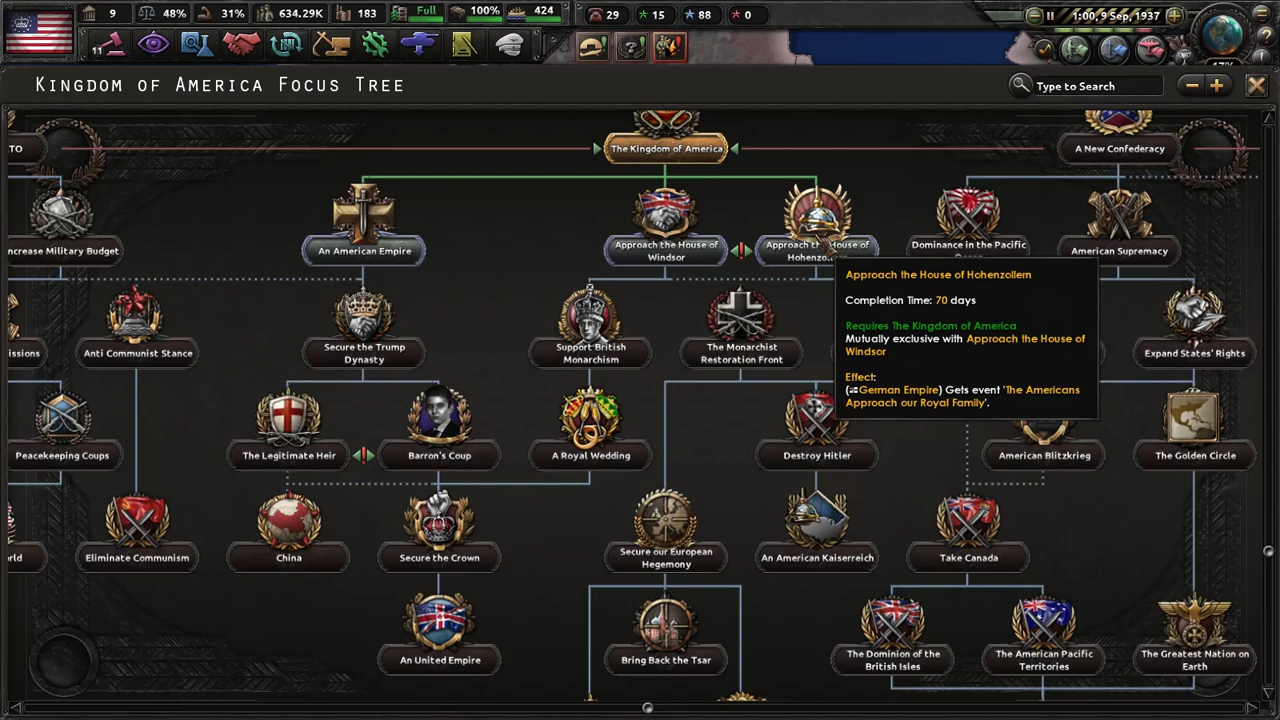 9
48%
31%
634.29K
183
Full
100%
424
29
15
88
0
1:00, 9 Sep, 1937
11
17%
Kingdom of America Focus Tree
Type to Search
TO
The Kingdom of America
A New Confederacy
ncrease Military Budget
An American Empire
Approach the House of
Windsor
Approach the House of
Hohenzo
Dominance in the Pacific
American Supremacy
Approach the House of Hohenzollern
Completion Time: 70 days
Requires The Kingdom of America
Mutually exclusive with Approach the House of
Windsor
Effect:
(German Empire) Gets event 'The Americans
Approach our Royal Family'.
issions
Anti Communist Stance
Secure the Trump
Dynasty
Support British
Monarchism
The Monarchist
Restoration Front
Expand States' Rights
Peacekeeping Coups
The Legitimate Heir
Barron's Coup
A Royal Wedding
Destroy Hitler
American Blitzkrieg
The Golden Circle
orld
Eliminate Communism
China
Secure the Crown
Secure our European
Hegemony
An American Kaiserreich
Take Canada
An United Empire
Bring Back the Tsar
The Dominion of the
British Isles
The American Pacific
Territories
The Greatest Nation on
Earth